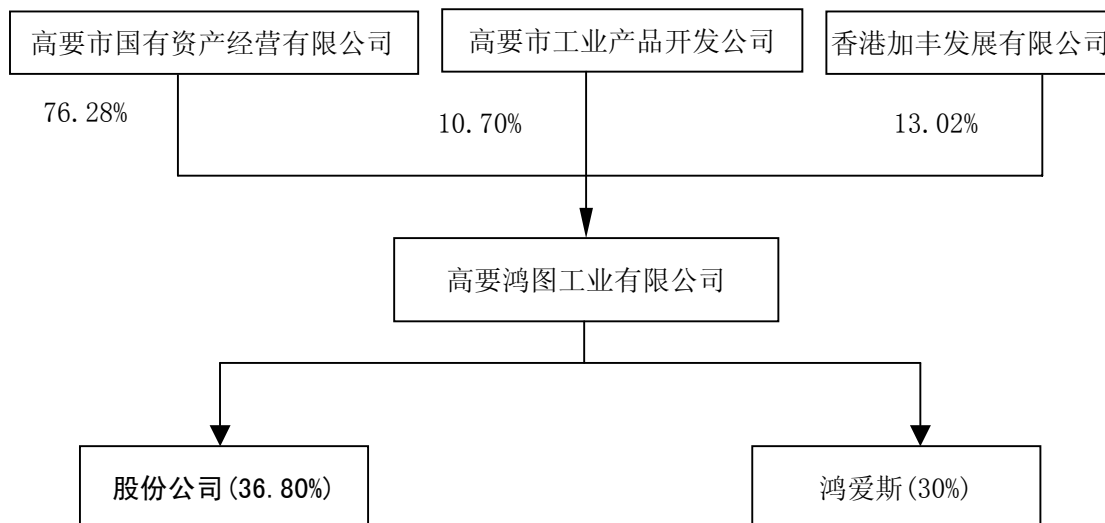 高要市国有资产经营有限公司
高要市工业产品开发公司
香港加丰发展有限公司
76.28%
10.70%
13.02%
高要鸿图工业有限公司
股份公司(36.80%)
鸿爱斯(30%)